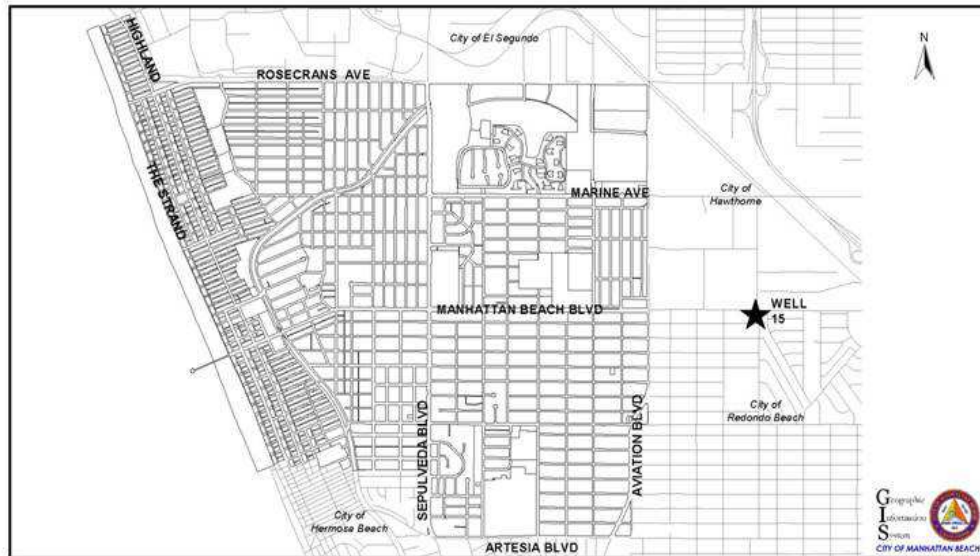 City of El Segundo
N
HIGHLAND
ROSECRANS AVE
THE STRAND
MARINE AVE
City of
Hawthorne
MANHATTAN BEACH BLVD
WELL
15
SEPULVEDA BLVD
AVIATION BLVD
City of
Redondo Beach
City of
Hermosa Beach
ARTESIA BLVD
Geographic
Information
System
CITY OF MANHATTAN BEACH